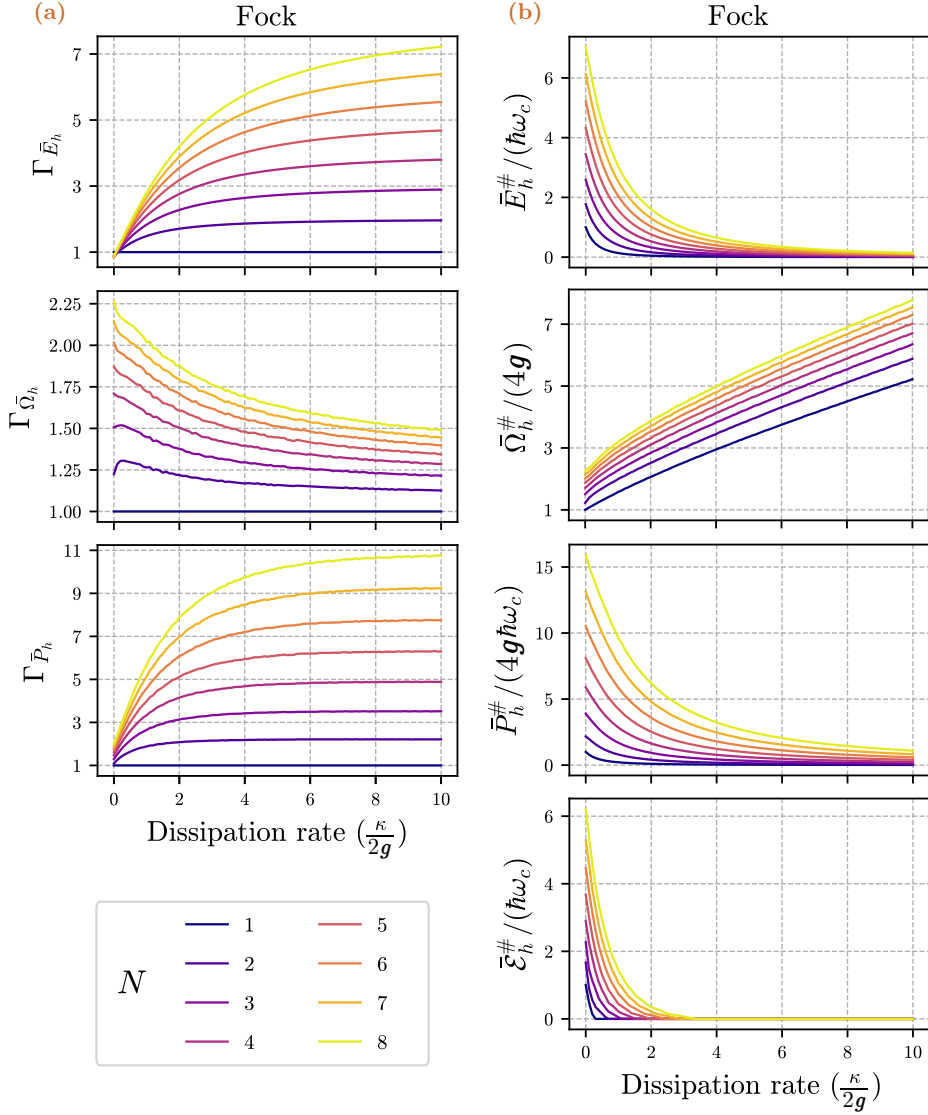 (a)
Fock
7
5
3
1
Γ_{Ē_h}
2.25
2.00
1.75
1.50
1.25
1.00
Γ_{Ω̄_h}
11
9
7
5
3
1
Γ_{P̄_h}
0 2 4 6 8 10
Dissipation rate (κ/2g)
N
1 5
2 6
3 7
4 8
(b)
Fock
6
4
2
0
Ē_h^#/(ħω_c)
7
5
3
1
Ω̄_h^#/(4g)
15
10
5
0
P̄_h^#/(4għω_c)
6
4
2
0
ℰ̄_h^#/(ħω_c)
0 2 4 6 8 10
Dissipation rate (κ/2g)